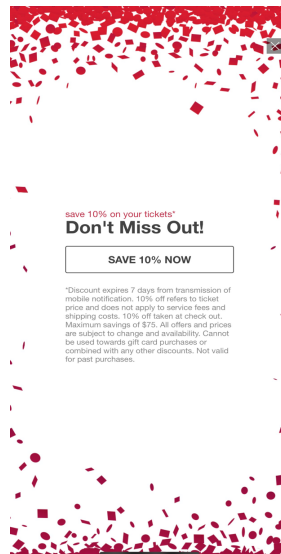 save 10% on your tickets*
Don't Miss Out!
SAVE 10% NOW
*Discount expires 7 days from transmission of
mobile notification. 10% off refers to ticket
price and does not apply to service fees and
shipping costs. 10% off taken at check out.
Maximum savings of $75. All offers and prices
are subject to change and availability. Cannot
be used towards gift card purchases or
combined with any other discounts. Not valid
for past purchases.